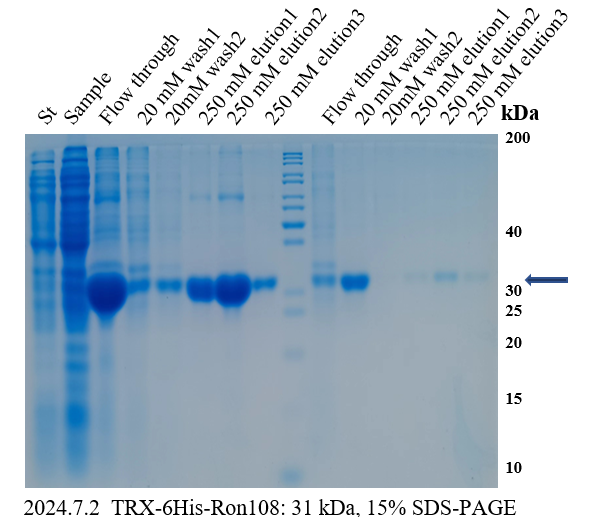 St
Sample
Flow through
20 mM wash1
20mM wash2
250 mM elution1
250 mM elution2
250 mM elution3
Flow through
20 mM wash1
20mM wash2
250 mM elution1
250 mM elution2
250 mM elution3
kDa
200
40
30
25
20
15
10
2024.7.2 TRX-6His-Ron108: 31 kDa, 15% SDS-PAGE